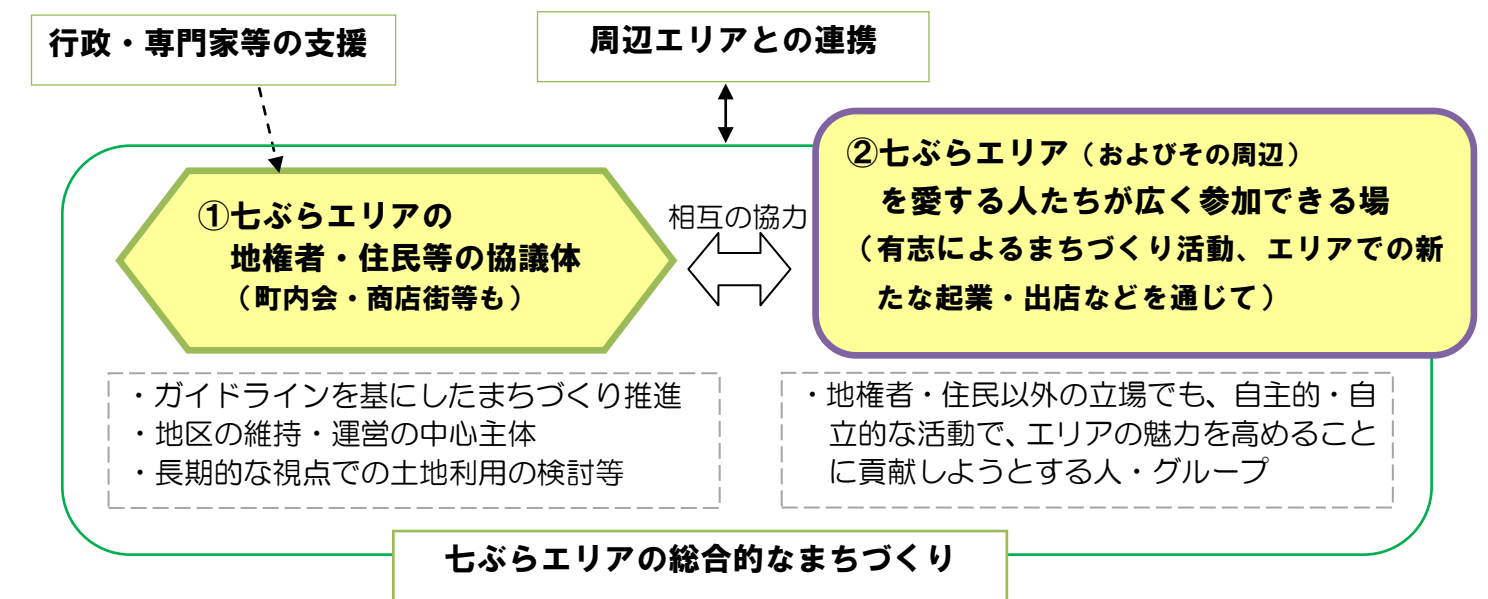 行政・専門家等の支援
周辺エリアとの連携
①七ぶらエリアの
地権者・住民等の協議体
（町内会・商店街等も）
相互の協力
②七ぶらエリア（およびその周辺）
を愛する人たちが広く参加できる場
（有志によるまちづくり活動、エリアでの新
たな起業・出店などを通じて）
・ガイドラインを基にしたまちづくり推進
・地区の維持・運営の中心主体
・長期的な視点での土地利用の検討等
・地権者・住民以外の立場でも、自主的・自
立的な活動で、エリアの魅力を高めること
に貢献しようとする人・グループ
七ぶらエリアの総合的なまちづくり